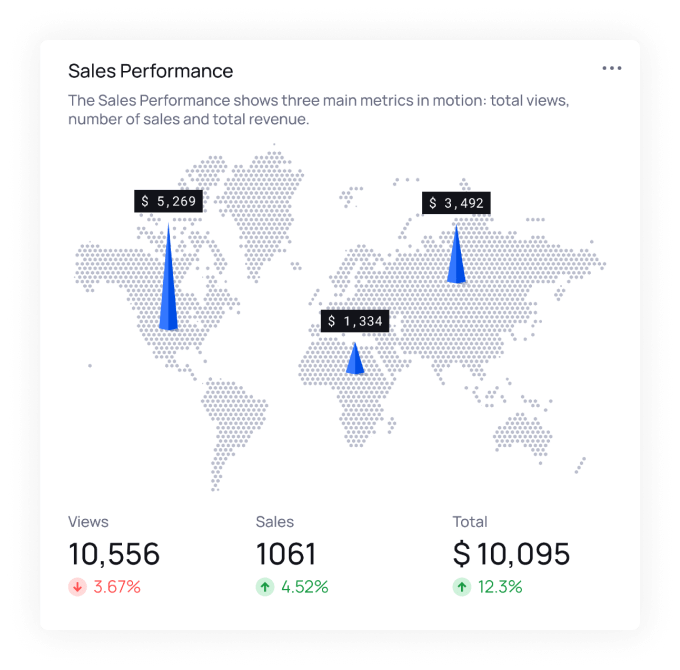 Sales Performance
The Sales Performance shows three main metrics in motion: total views,
number of sales and total revenue.
$ 5,269
$ 3,492
$ 1,334
Views
Sales
Total
10,556
1061
$ 10,095
3.67%
4.52%
12.3%